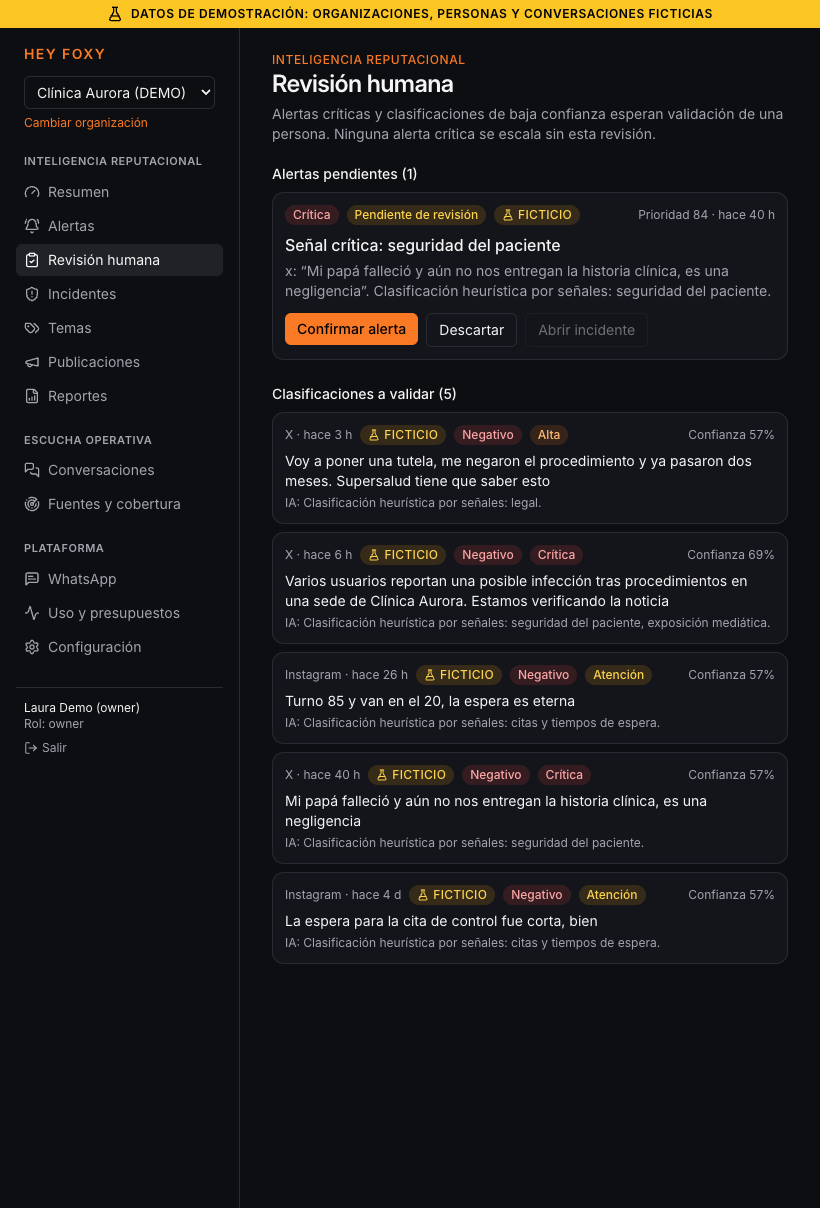 DATOS DE DEMOSTRACIÓN: ORGANIZACIONES, PERSONAS Y CONVERSACIONES FICTICIAS
HEY FOXY
Clínica Aurora (DEMO)
Cambiar organización
INTELIGENCIA REPUTACIONAL
Resumen
Alertas
Revisión humana
Incidentes
Temas
Publicaciones
Reportes
ESCUCHA OPERATIVA
Conversaciones
Fuentes y cobertura
PLATAFORMA
WhatsApp
Uso y presupuestos
Configuración
Laura Demo (owner)
Rol: owner
Salir
INTELIGENCIA REPUTACIONAL
Revisión humana
Alertas críticas y clasificaciones de baja confianza esperan validación de una
persona. Ninguna alerta crítica se escala sin esta revisión.
Alertas pendientes (1)
Crítica Pendiente de revisión FICTICIO Prioridad 84 · hace 40 h
Señal crítica: seguridad del paciente
x: “Mi papá falleció y aún no nos entregan la historia clínica, es una
negligencia”. Clasificación heurística por señales: seguridad del paciente.
Confirmar alerta Descartar Abrir incidente
Clasificaciones a validar (5)
X · hace 3 h FICTICIO Negativo Alta Confianza 57%
Voy a poner una tutela, me negaron el procedimiento y ya pasaron dos
meses. Supersalud tiene que saber esto
IA: Clasificación heurística por señales: legal.
X · hace 6 h FICTICIO Negativo Crítica Confianza 69%
Varios usuarios reportan una posible infección tras procedimientos en
una sede de Clínica Aurora. Estamos verificando la noticia
IA: Clasificación heurística por señales: seguridad del paciente, exposición mediática.
Instagram · hace 26 h FICTICIO Negativo Atención Confianza 57%
Turno 85 y van en el 20, la espera es eterna
IA: Clasificación heurística por señales: citas y tiempos de espera.
X · hace 40 h FICTICIO Negativo Crítica Confianza 57%
Mi papá falleció y aún no nos entregan la historia clínica, es una
negligencia
IA: Clasificación heurística por señales: seguridad del paciente.
Instagram · hace 4 d FICTICIO Negativo Atención Confianza 57%
La espera para la cita de control fue corta, bien
IA: Clasificación heurística por señales: citas y tiempos de espera.